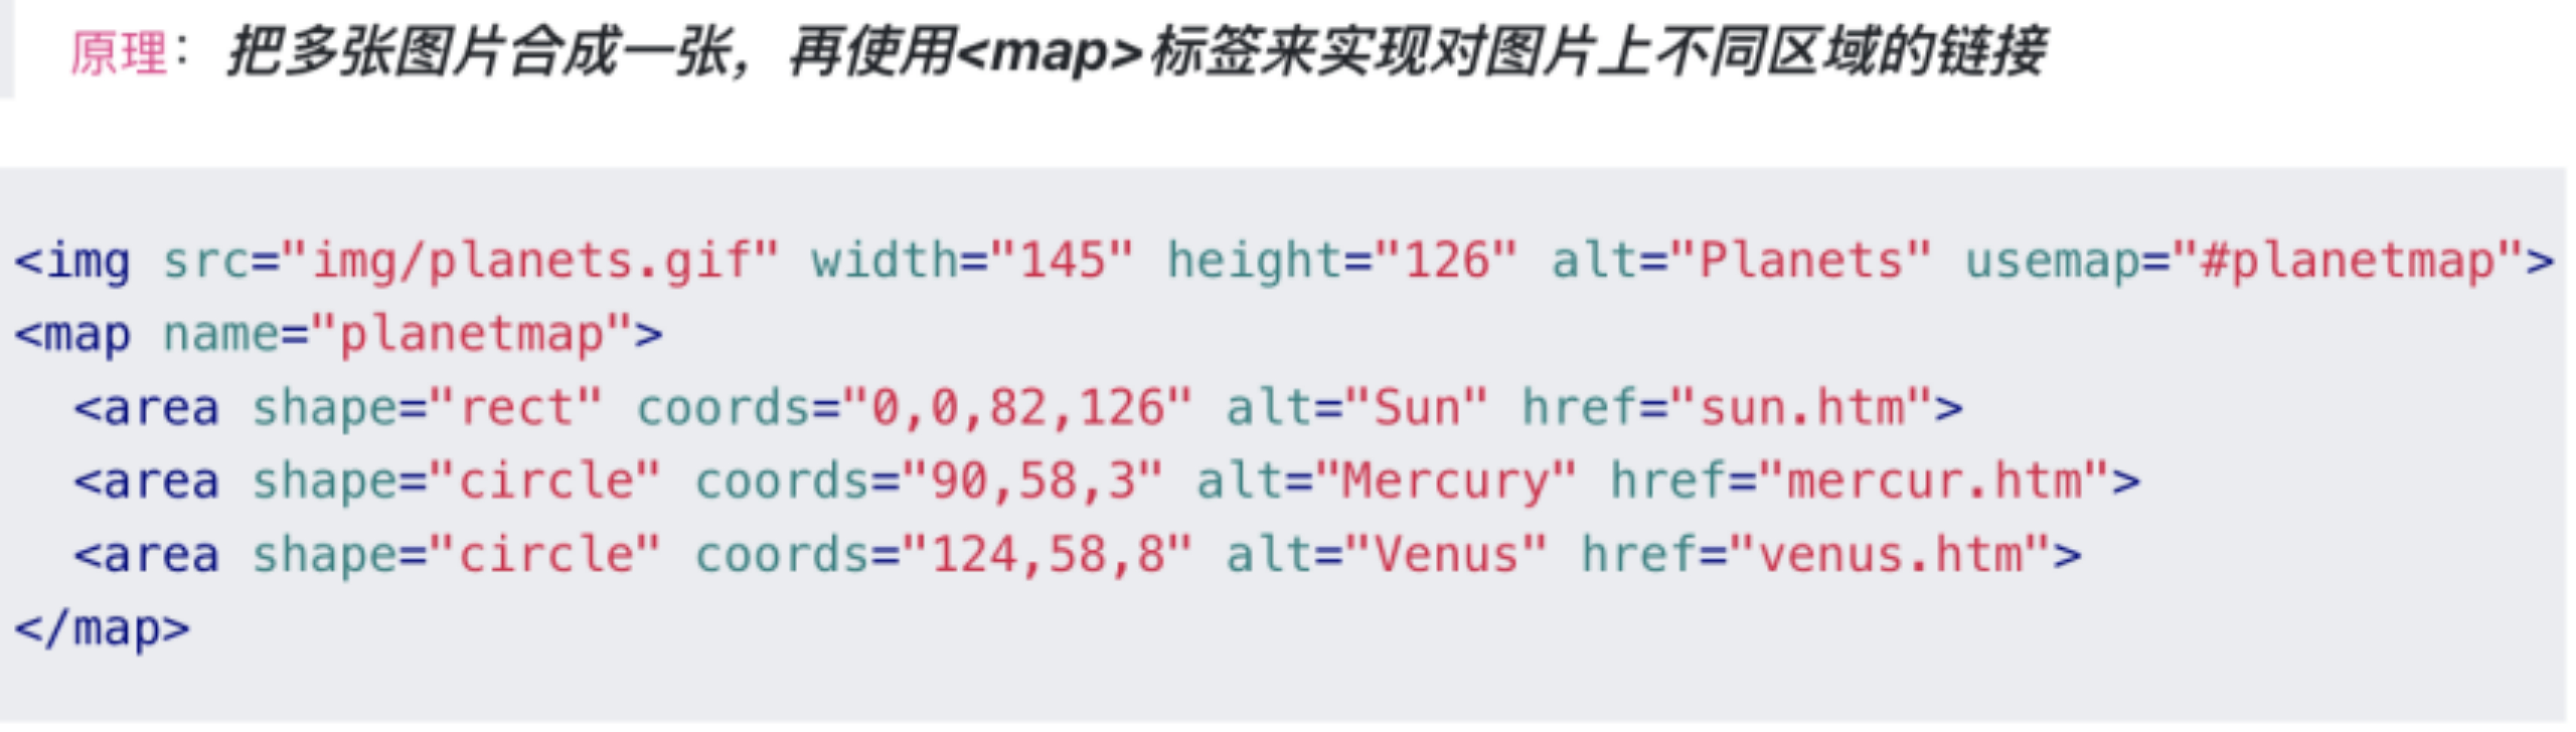 原理：把多张图片合成一张，再使用<map>标签来实现对图片上不同区域的链接
<img src="img/planets.gif" width="145" height="126" alt="Planets" usemap="#planetmap">
<map name="planetmap">
  <area shape="rect" coords="0,0,82,126" alt="Sun" href="sun.htm">
  <area shape="circle" coords="90,58,3" alt="Mercury" href="mercur.htm">
  <area shape="circle" coords="124,58,8" alt="Venus" href="venus.htm">
</map>